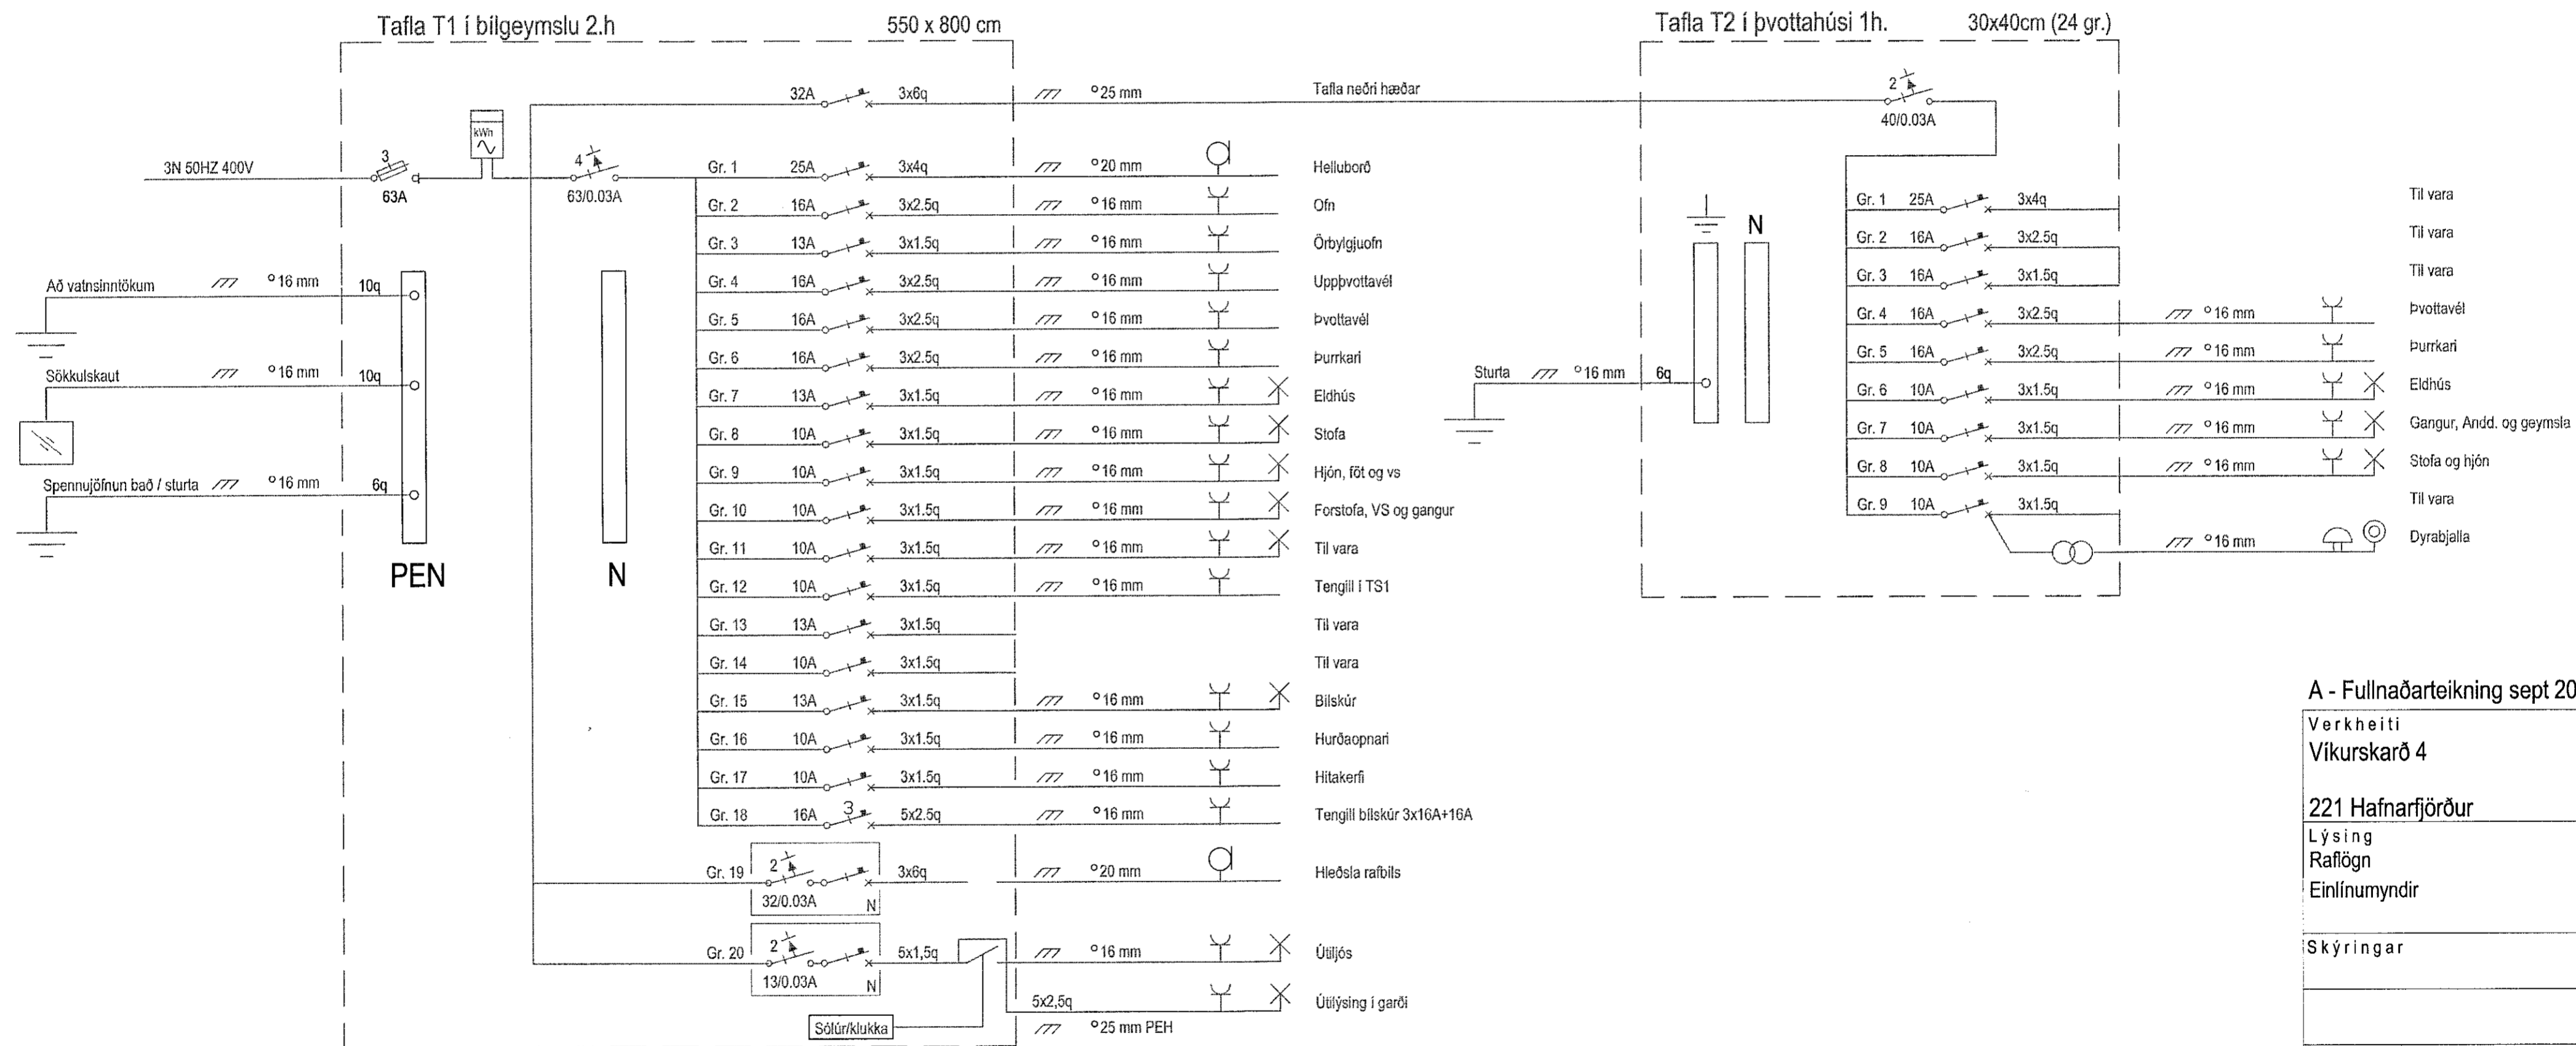 Tafla T1 í bílgeymslu 2.h 550 x 800 cm
32A 3x6q 25 mm Tafla neðri hæðar
3N 50HZ 400V
3
63A
kWh
4
63/0.03A
Gr. 1 25A 3x4q 20 mm Helluborð
Gr. 2 16A 3x2.5q 16 mm Ofn
Gr. 3 13A 3x1.5q 16 mm Örbylgjuofn
Gr. 4 16A 3x2.5q 16 mm Uppþvottavél
Gr. 5 16A 3x2.5q 16 mm Þvottavél
Gr. 6 16A 3x2.5q 16 mm Þurrkari
Gr. 7 13A 3x1.5q 16 mm Eldhús
Gr. 8 10A 3x1.5q 16 mm Stofa
Gr. 9 10A 3x1.5q 16 mm Hjón, föt og vs
Gr. 10 10A 3x1.5q 16 mm Forstofa, VS og gangur
Gr. 11 10A 3x1.5q 16 mm Til vara
Gr. 12 10A 3x1.5q 16 mm Tengill í TS1
Gr. 13 13A 3x1.5q Til vara
Gr. 14 10A 3x1.5q Til vara
Gr. 15 13A 3x1.5q 16 mm Bílskúr
Gr. 16 10A 3x1.5q 16 mm Hurðaopnari
Gr. 17 10A 3x1.5q 16 mm Hitakerfi
Gr. 18 16A 3 5x2.5q 16 mm Tengill bílskúr 3x16A+16A
Gr. 19 2 3x6q 20 mm Hleðsla rafbíls
32/0.03A N
Gr. 20 2 5x1,5q 16 mm Útiljós
13/0.03A N
5x2,5q Útilýsing í garði
Sólúr/klukka 25 mm PEH
Að vatnsinntökum 16 mm 10q
Sökkulskaut 16 mm 10q
Spennujöfnun bað / sturta 16 mm 6q
PEN
N
Tafla T2 í þvottahúsi 1h. 30x40cm (24 gr.)
2
40/0.03A
N
Sturta 16 mm 6q
Gr. 1 25A 3x4q Til vara
Gr. 2 16A 3x2.5q Til vara
Gr. 3 16A 3x1.5q Til vara
Gr. 4 16A 3x2.5q 16 mm Þvottavél
Gr. 5 16A 3x2.5q 16 mm Þurrkari
Gr. 6 10A 3x1.5q 16 mm Eldhús
Gr. 7 10A 3x1.5q 16 mm Gangur, Andd. og geymsla
Gr. 8 10A 3x1.5q 16 mm Stofa og hjón
Gr. 9 10A 3x1.5q Til vara
16 mm Dyrabjalla
A - Fullnaðarteikning sept 20
Verkheiti
Víkurskarð 4
221 Hafnarfjörður
Lýsing
Raflögn
Einlínumyndir
Skýringar